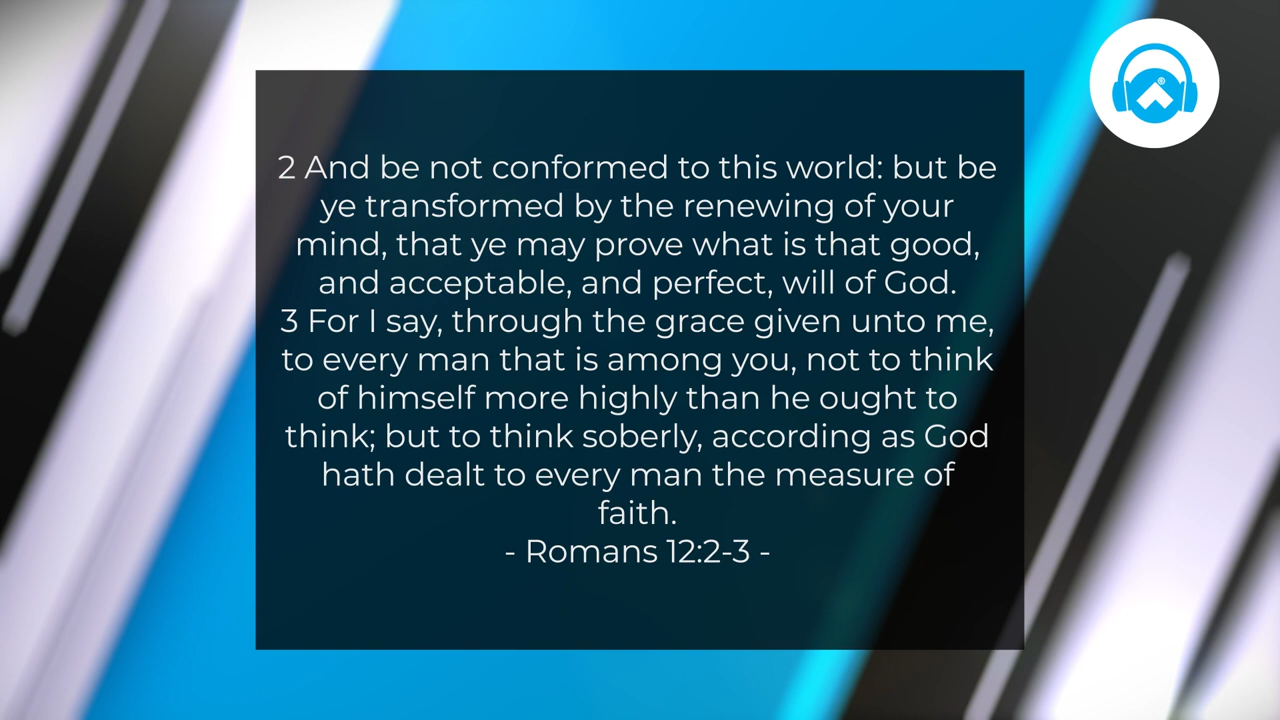 2 And be not conformed to this world: but be
ye transformed by the renewing of your
mind, that ye may prove what is that good,
and acceptable, and perfect, will of God.
3 For I say, through the grace given unto me,
to every man that is among you, not to think
of himself more highly than he ought to
think; but to think soberly, according as God
hath dealt to every man the measure of
faith.
- Romans 12:2-3 -
®